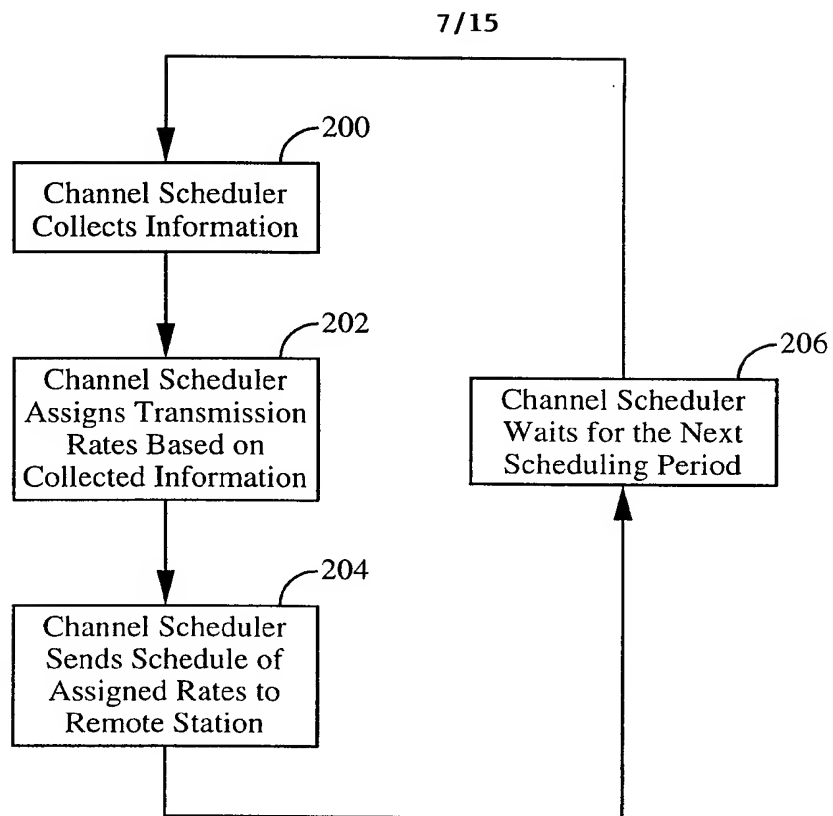 7/15
200
Channel Scheduler
Collects Information
202
Channel Scheduler
Assigns Transmission
Rates Based on
Collected Information
206
Channel Scheduler
Waits for the Next
Scheduling Period
204
Channel Scheduler
Sends Schedule of
Assigned Rates to
Remote Station